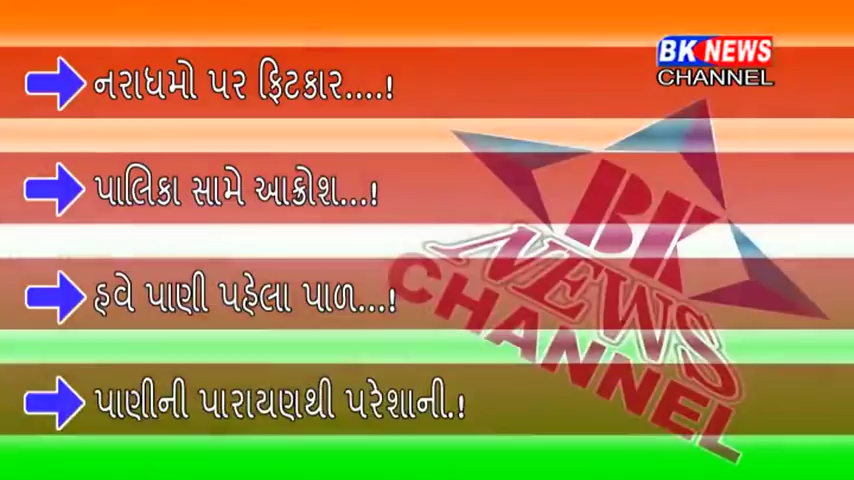 BK NEWS
CHANNEL
નરાધમો પર ફિટકાર....!
પાલિકા સામે આક્રોશ...!
હવે પાણી પહેલા પાળ...!
પાણીની પારાયણથી પરેશાની.!
BK
NEWS
CHANNEL